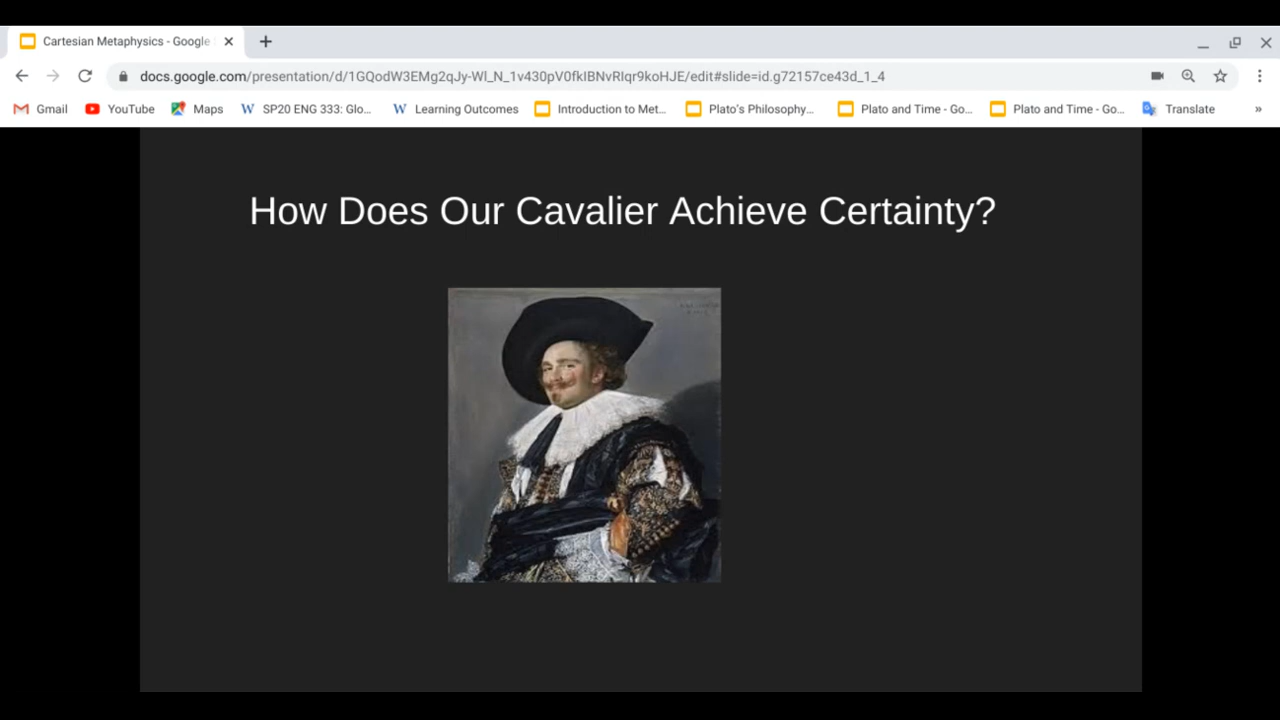 Cartesian Metaphysics - Google
docs.google.com/presentation/d/1GQodW3EMg2qJy-Wl_N_1v430pV0fkIBNvRIqr9koHJE/edit#slide=id.g72157ce43d_1_4
Gmail YouTube Maps SP20 ENG 333: Glo... Learning Outcomes Introduction to Met... Plato's Philosophy... Plato and Time - Go... Plato and Time - Go... Translate »
How Does Our Cavalier Achieve Certainty?